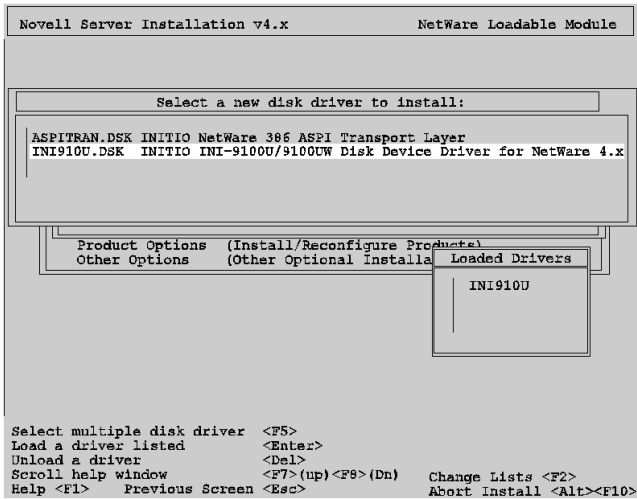 Novell Server Installation v4.x NetWare Loadable Module
Select a new disk driver to install:
ASPITRAN.DSK INITIO NetWare 386 ASPI Transport Layer
INI910U.DSK INITIO INI-9100U/9100UW Disk Device Driver for NetWare 4.x
Product Options (Install/Reconfigure Products)
Other Options (Other Optional Installa
Loaded Drivers
INI910U
Select multiple disk driver <F5>
Load a driver listed <Enter>
Unload a driver <Del>
Scroll help window <F7>(up)<F8>(Dn) Change Lists <F2>
Help <F1> Previous Screen <Esc> Abort Install <Alt><F10>